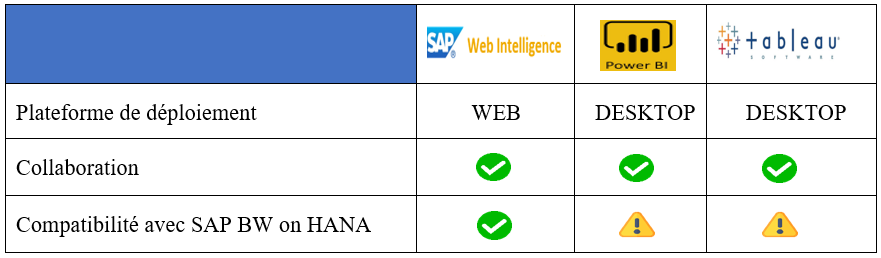 SAP Web Intelligence
Power BI
+ableau
SOFTWARE
Plateforme de déploiement WEB DESKTOP DESKTOP
Collaboration
Compatibilité avec SAP BW on HANA